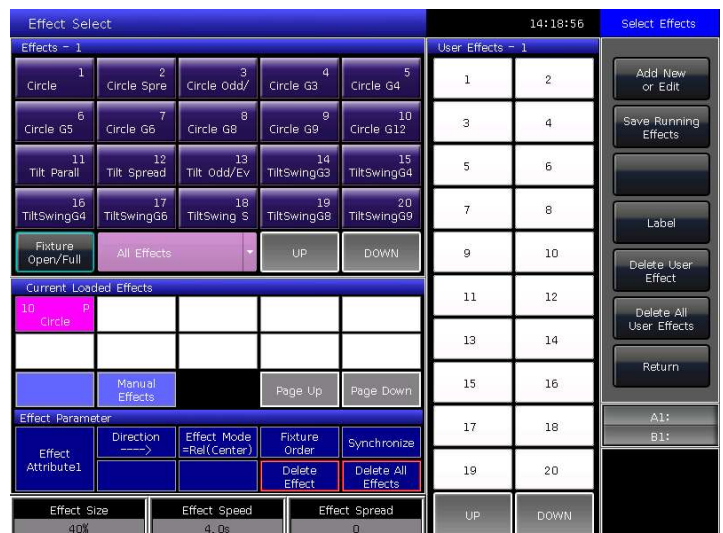 Effect Select
14:18:56
Select Effects
Effects - 1
User Effects - 1
1
Circle
2
Circle Spre
3
Circle Odd/
4
Circle G3
5
Circle G4
6
Circle G5
7
Circle G6
8
Circle G8
9
Circle G9
10
Circle G12
11
Tilt Parall
12
Tilt Spread
13
Tilt Odd/Ev
14
TiltSwingG3
15
TiltSwingG4
16
TiltSwingG4
17
TiltSwingG6
18
TiltSwing S
19
TiltSwingG8
20
TiltSwingG9
Fixture
Open/Full
All Effects
UP
DOWN
Current Loaded Effects
10 P
Circle
Manual
Effects
Page Up
Page Down
Effect Parameter
Effect
Attribute1
Direction
---->
Effect Mode
=Rel(Center)
Fixture
Order
Synchronize
Delete
Effect
Delete All
Effects
Effect Size
40%
Effect Speed
4.0s
Effect Spread
0
1 2
3 4
5 6
7 8
9 10
11 12
13 14
15 16
17 18
19 20
UP DOWN
Add New
or Edit
Save Running
Effects
Label
Delete User
Effect
Delete All
User Effects
Return
A1:
B1: